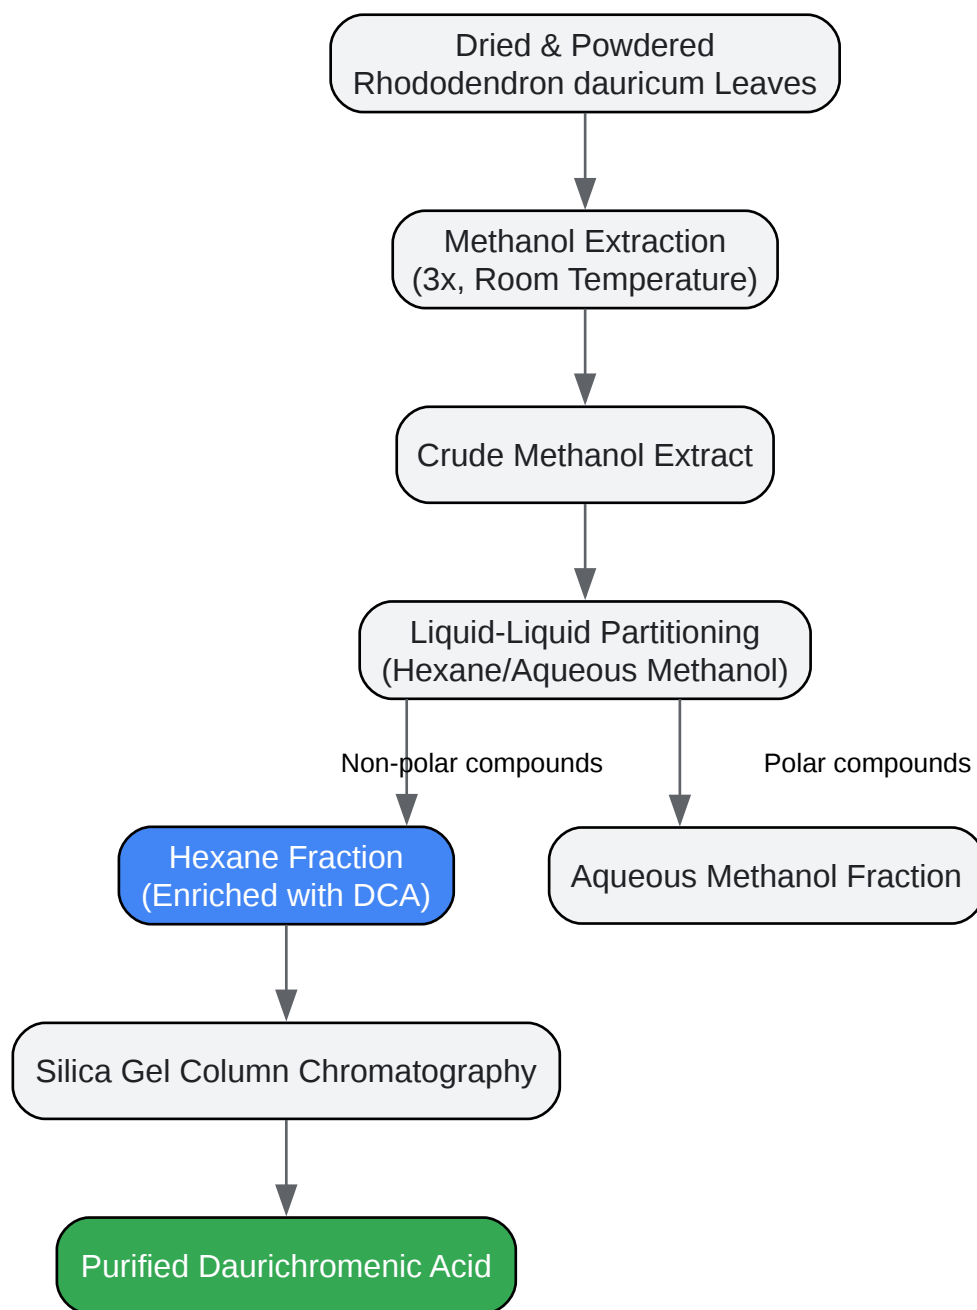 Dried & Powdered
Rhododendron dauricum Leaves
Methanol Extraction
(3x, Room Temperature)
Crude Methanol Extract
Liquid-Liquid Partitioning
(Hexane/Aqueous Methanol)
Non-polar compounds
Polar compounds
Hexane Fraction
(Enriched with DCA)
Aqueous Methanol Fraction
Silica Gel Column Chromatography
Purified Daurichromenic Acid